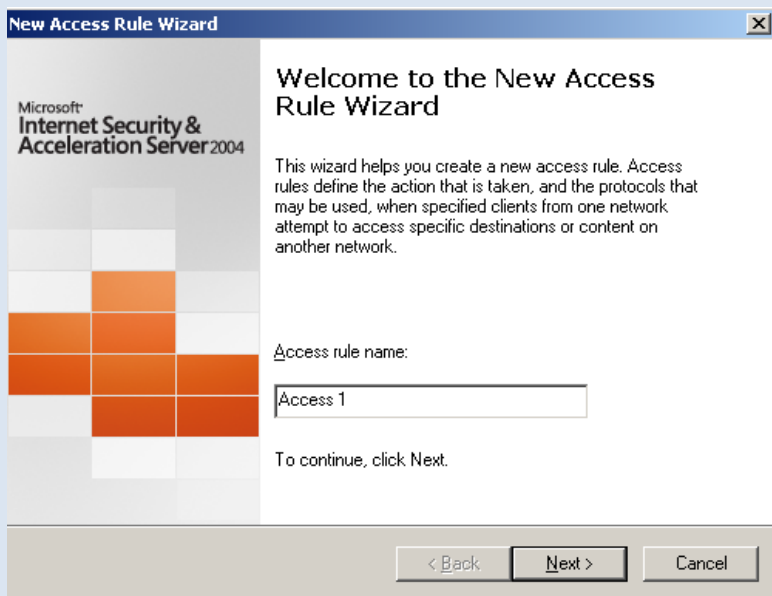 New Access Rule Wizard
Microsoft
Internet Security &
Acceleration Server 2004
Welcome to the New Access
Rule Wizard
This wizard helps you create a new access rule. Access
rules define the action that is taken, and the protocols that
may be used, when specified clients from one network
attempt to access specific destinations or content on
another network.
Access rule name:
Access 1
To continue, click Next.
< Back
Next >
Cancel